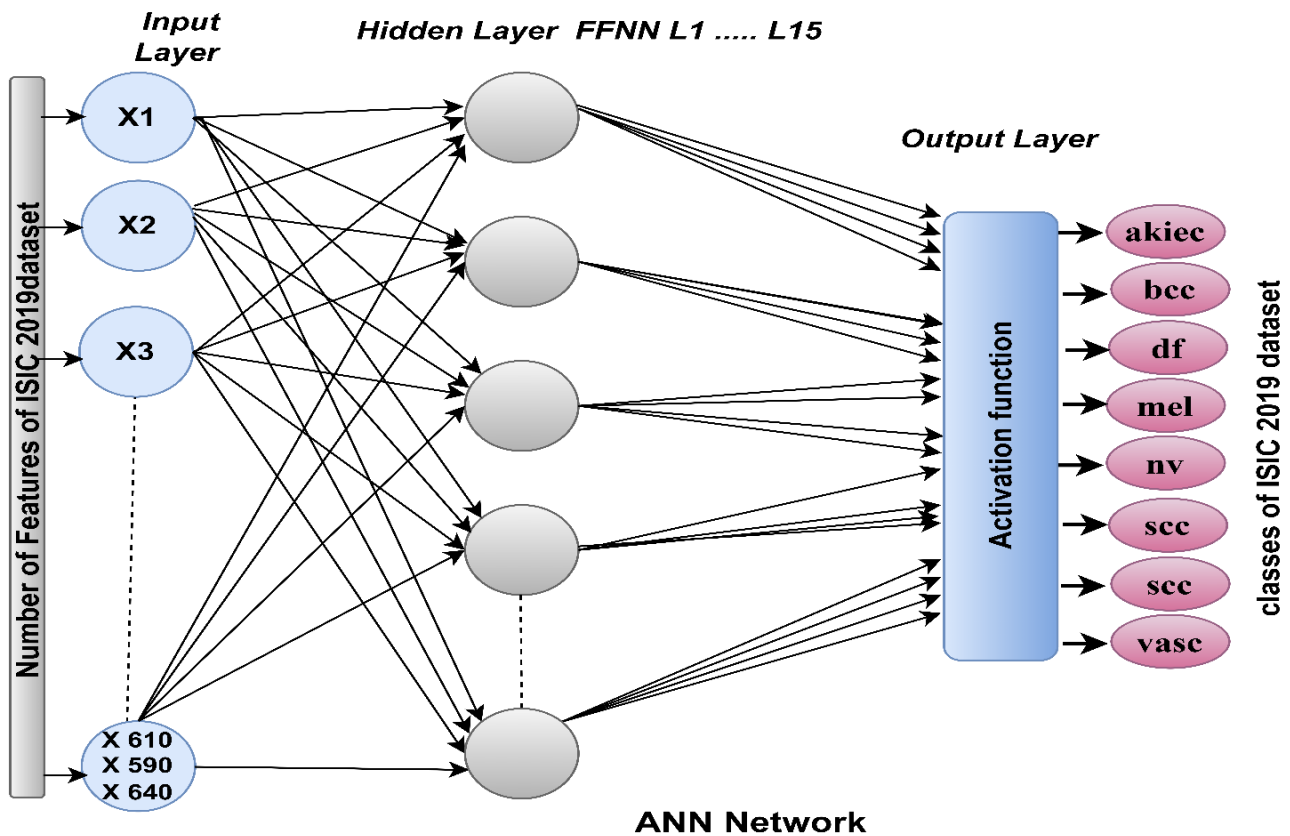 Input
Layer
Hidden Layer FFNN L1 ..... L15
Output Layer
Number of Features of ISIC 2019dataset
X1
X2
X3
X 610
X 590
X 640
Activation function
akiec
bcc
df
mel
nv
scc
scc
vasc
classes of ISIC 2019 dataset
ANN Network